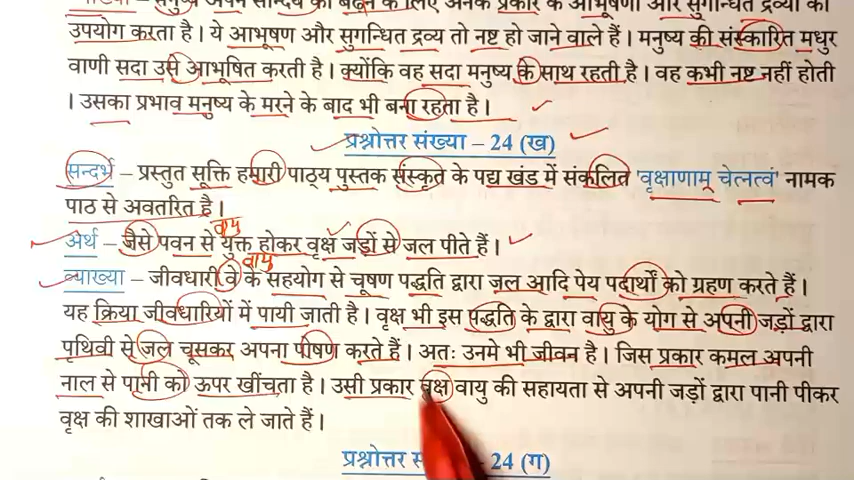 उपयोग करता है। ये आभूषण और सुगन्धित द्रव्य तो नष्ट हो जाने वाले हैं। मनुष्य की संस्कारित मधुर
वाणी सदा उसे आभूषित करती है। क्योंकि वह सदा मनुष्य के साथ रहती है। वह कभी नष्ट नहीं होती
। उसका प्रभाव मनुष्य के मरने के बाद भी बना रहता है।
प्रश्नोत्तर संख्या – 24 (ख)
सन्दर्भ – प्रस्तुत सूक्ति हमारी पाठ्य पुस्तक संस्कृत के पद्य खंड में संकलित 'वृक्षाणाम् चेत्नत्वं' नामक
पाठ से अवतरित है।
वायु
अर्थ – जैसे पवन से युक्त होकर वृक्ष जड़ों से जल पीते हैं।
वायु
व्याख्या – जीवधारी वे के सहयोग से चूषण पद्धति द्वारा जल आदि पेय पदार्थों को ग्रहण करते हैं।
यह क्रिया जीवधारियों में पायी जाती है। वृक्ष भी इस पद्धति के द्वारा वायु के योग से अपनी जड़ों द्वारा
पृथिवी से जल चूसकर अपना पोषण करते हैं। अतः उनमे भी जीवन है। जिस प्रकार कमल अपनी
नाल से पानी को ऊपर खींचता है। उसी प्रकार वृक्ष वायु की सहायता से अपनी जड़ों द्वारा पानी पीकर
वृक्ष की शाखाओं तक ले जाते हैं।
प्रश्नोत्तर – 24 (ग)